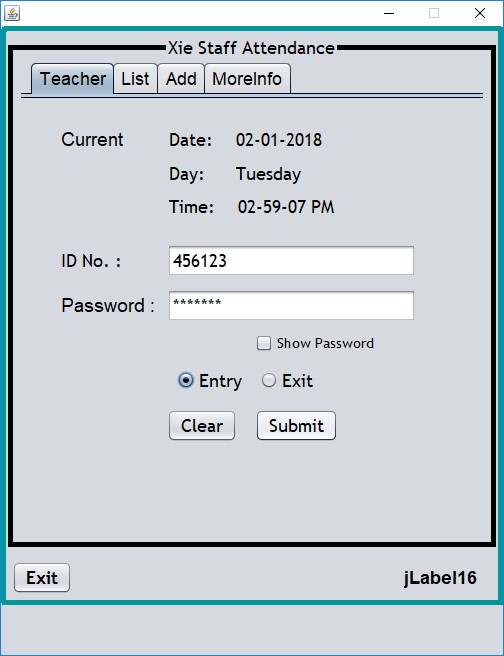 Xie Staff Attendance
Teacher List Add MoreInfo
Current Date: 02-01-2018
Day: Tuesday
Time: 02-59-07 PM
ID No. : 456123
Password : *******
Show Password
Entry Exit
Clear Submit
Exit jLabel16